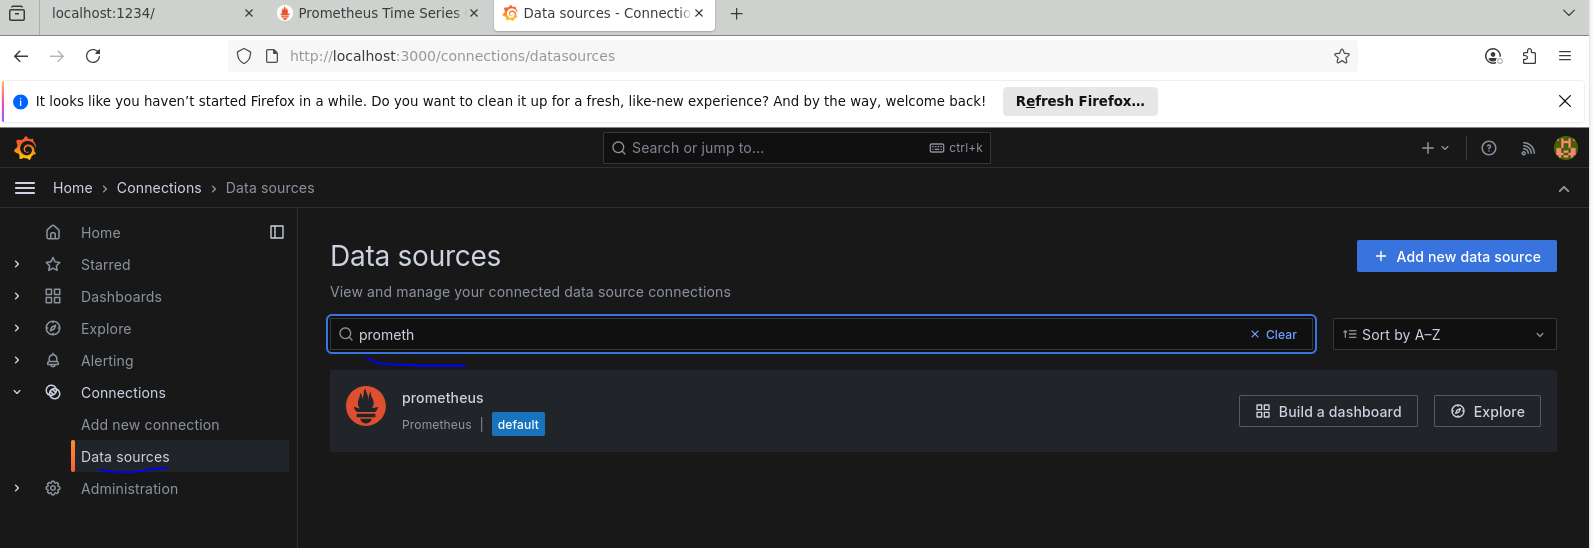 localhost:1234/
Prometheus Time Series
Data sources - Connectio
http://localhost:3000/connections/datasources
It looks like you haven’t started Firefox in a while. Do you want to clean it up for a fresh, like-new experience? And by the way, welcome back!
Refresh Firefox…
Search or jump to...
ctrl+k
Home › Connections › Data sources
Home
Starred
Dashboards
Explore
Alerting
Connections
Add new connection
Data sources
Administration
Data sources
Add new data source
View and manage your connected data source connections
prometh
Clear
Sort by A–Z
prometheus
Prometheus | default
Build a dashboard
Explore